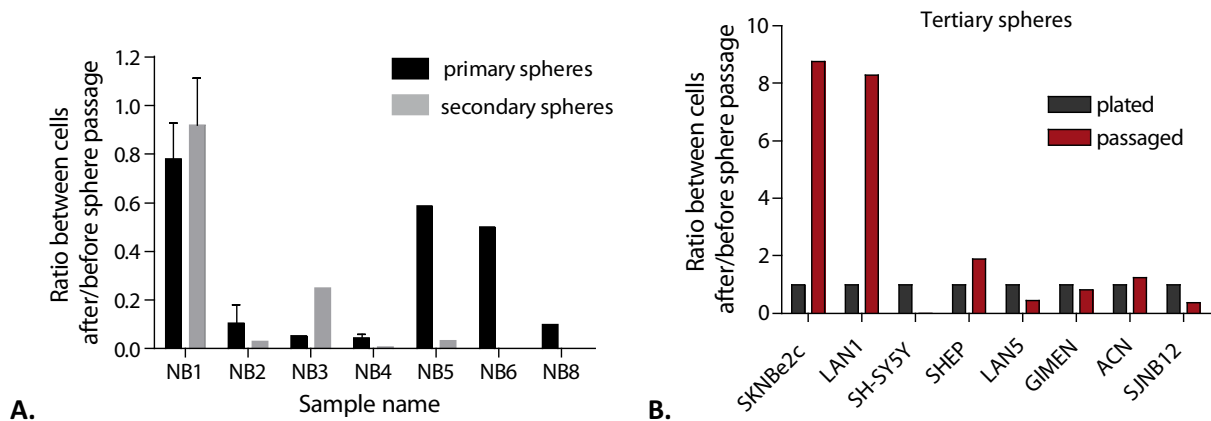 Ratio between cells
after/before sphere passage
1.2
1.0
0.8
0.6
0.4
0.2
0.0
primary spheres
secondary spheres
NB1 NB2 NB3 NB4 NB5 NB6 NB8
Sample name
A.
Tertiary spheres
Ratio between cells
after/before sphere passage
10
8
6
4
2
0
plated
passaged
SKNBe2c
LAN1
SH-SY5Y
SHEP
LAN5
GIMEN
ACN
SJNB12
B.